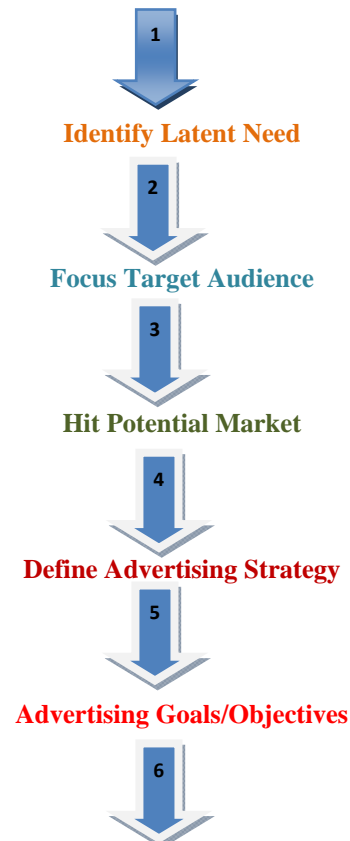 1
Identify Latent Need
2
Focus Target Audience
3
Hit Potential Market
4
Define Advertising Strategy
5
Advertising Goals/Objectives
6